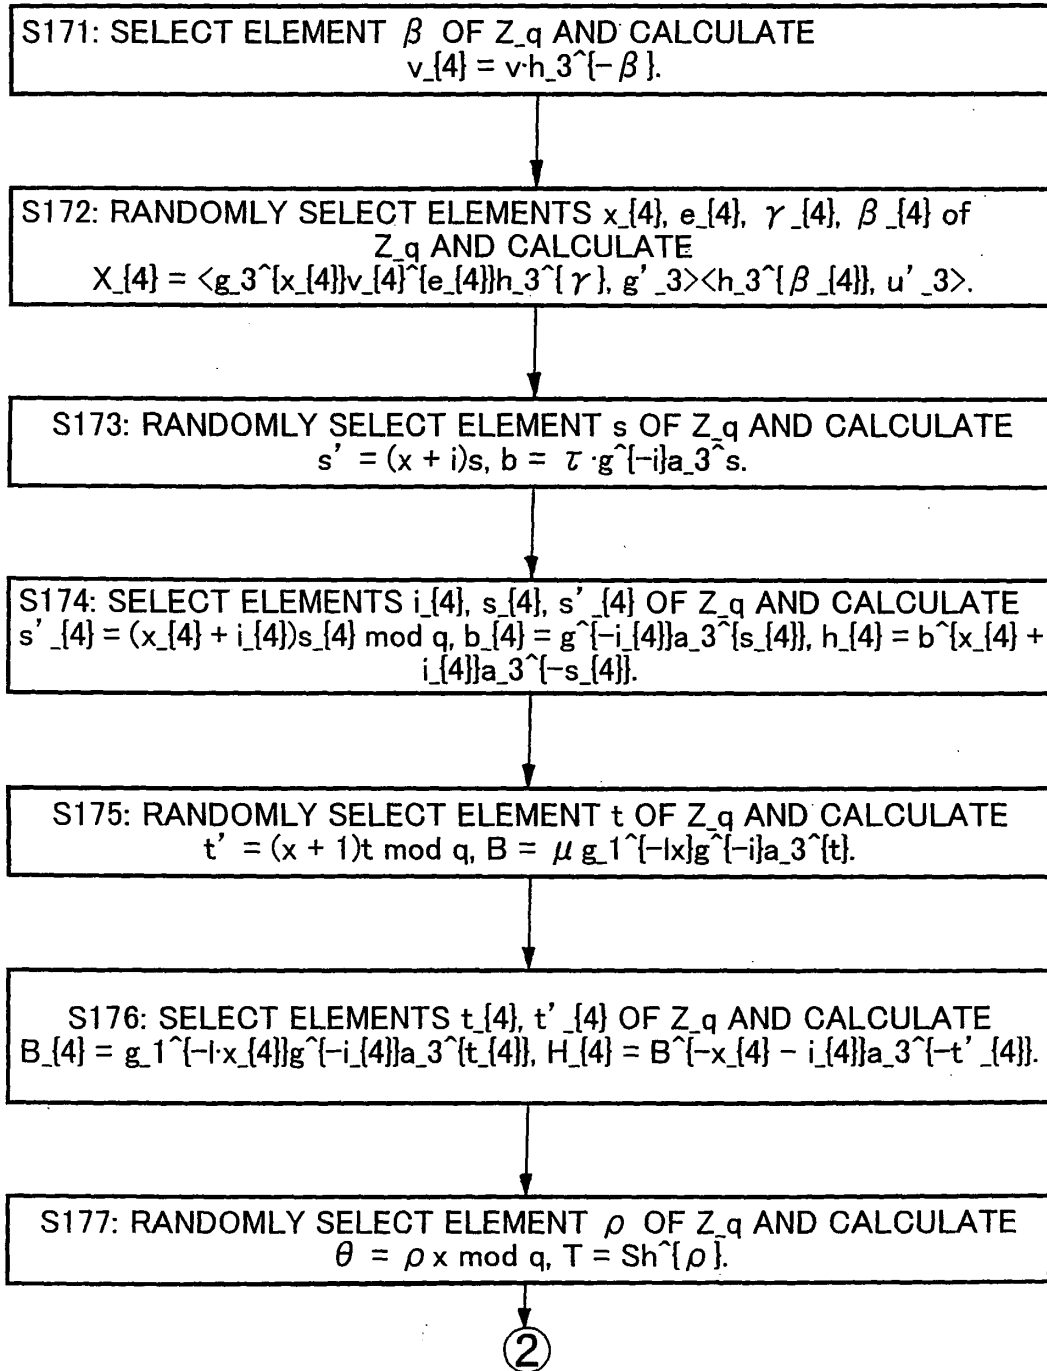 S171: SELECT ELEMENT β OF Z_q AND CALCULATE
v_{4} = v·h_3^{-β}.
S172: RANDOMLY SELECT ELEMENTS x_{4}, e_{4}, γ_{4}, β_{4} of
Z_q AND CALCULATE
X_{4} = <g_3^{x_{4}}v_{4}^{e_{4}}h_3^{γ}, g'_3><h_3^{β_{4}}, u'_3>.
S173: RANDOMLY SELECT ELEMENT s OF Z_q AND CALCULATE
s' = (x + i)s, b = τ·g^{-i}a_3^s.
S174: SELECT ELEMENTS i_{4}, s_{4}, s'_{4} OF Z_q AND CALCULATE
s'_{4} = (x_{4} + i_{4})s_{4} mod q, b_{4} = g^{-i_{4}}a_3^{s_{4}}, h_{4} = b^{x_{4} +
i_{4}}a_3^{-s_{4}}.
S175: RANDOMLY SELECT ELEMENT t OF Z_q AND CALCULATE
t' = (x + 1)t mod q, B = μg_1^{-lx}g^{-i}a_3^{t}.
S176: SELECT ELEMENTS t_{4}, t'_{4} OF Z_q AND CALCULATE
B_{4} = g_1^{-l·x_{4}}g^{-i_{4}}a_3^{t_{4}}, H_{4} = B^{-x_{4} - i_{4}}a_3^{-t'_{4}}.
S177: RANDOMLY SELECT ELEMENT ρ OF Z_q AND CALCULATE
θ = ρx mod q, T = Sh^{ρ}.
②